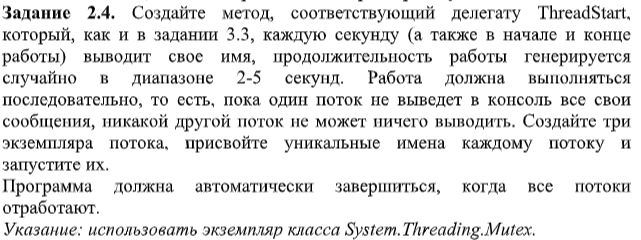 Задание 2.4. Создайте метод, соответствующий делегату ThreadStart,
который, как и в задании 3.3, каждую секунду (а также в начале и конце
работы) выводит свое имя, продолжительность работы генерируется
случайно в диапазоне 2-5 секунд. Работа должна выполняться
последовательно, то есть, пока один поток не выведет в консоль все свои
сообщения, никакой другой поток не может ничего выводить. Создайте три
экземпляра потока, присвойте уникальные имена каждому потоку и
запустите их.
Программа должна автоматически завершиться, когда все потоки
отработают.
Указание: использовать экземпляр класса System.Threading.Mutex.